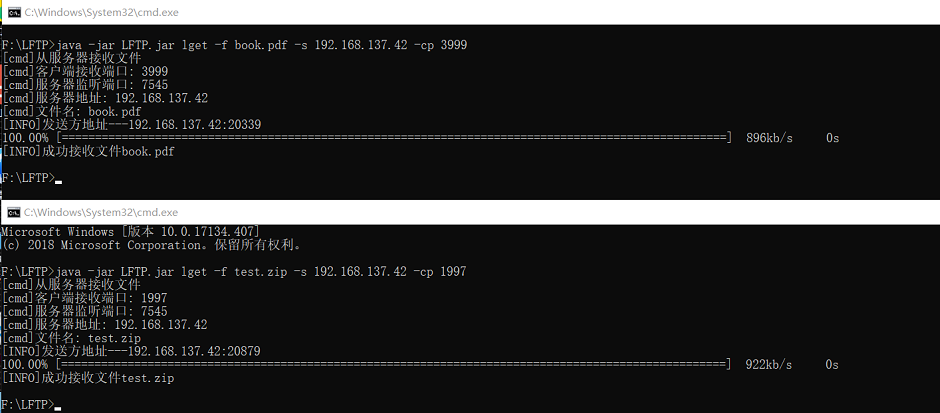 C:\Windows\System32\cmd.exe
F:\LFTP>java -jar LFTP.jar lget -f book.pdf -s 192.168.137.42 -cp 3999
[cmd]从服务器接收文件
[cmd]客户端接收端口: 3999
[cmd]服务器监听端口: 7545
[cmd]服务器地址: 192.168.137.42
[cmd]文件名: book.pdf
[INFO]发送方地址---192.168.137.42:20339
100.00% [====================================================================================================] 896kb/s 0s
[INFO]成功接收文件book.pdf
F:\LFTP>
C:\Windows\System32\cmd.exe
Microsoft Windows [版本 10.0.17134.407]
(c) 2018 Microsoft Corporation。保留所有权利。
F:\LFTP>java -jar LFTP.jar lget -f test.zip -s 192.168.137.42 -cp 1997
[cmd]从服务器接收文件
[cmd]客户端接收端口: 1997
[cmd]服务器监听端口: 7545
[cmd]服务器地址: 192.168.137.42
[cmd]文件名: test.zip
[INFO]发送方地址---192.168.137.42:20879
100.00% [====================================================================================================] 922kb/s 0s
[INFO]成功接收文件test.zip
F:\LFTP>